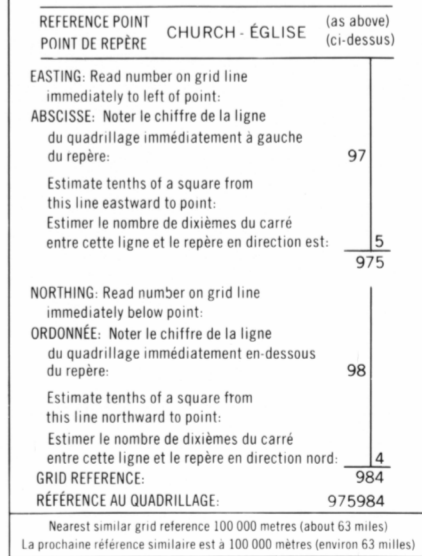 REFERENCE POINT CHURCH - ÉGLISE (as above)
POINT DE REPÈRE (ci-dessus)
EASTING: Read number on grid line
immediately to left of point:
ABSCISSE: Noter le chiffre de la ligne
du quadrillage immédiatement à gauche
du repère: 97
Estimate tenths of a square from
this line eastward to point:
Estimer le nombre de dixièmes du carré
entre cette ligne et le repère en direction est: 5
975
NORTHING: Read number on grid line
immediately below point:
ORDONNÉE: Noter le chiffre de la ligne
du quadrillage immédiatement en-dessous
du repère: 98
Estimate tenths of a square from
this line northward to point:
Estimer le nombre de dixièmes du carré
entre cette ligne et le repère en direction nord: 4
GRID REFERENCE: 984
RÉFÉRENCE AU QUADRILLAGE: 975984
Nearest similar grid reference 100 000 metres (about 63 miles)
La prochaine référence similaire est à 100 000 mètres (environ 63 milles)